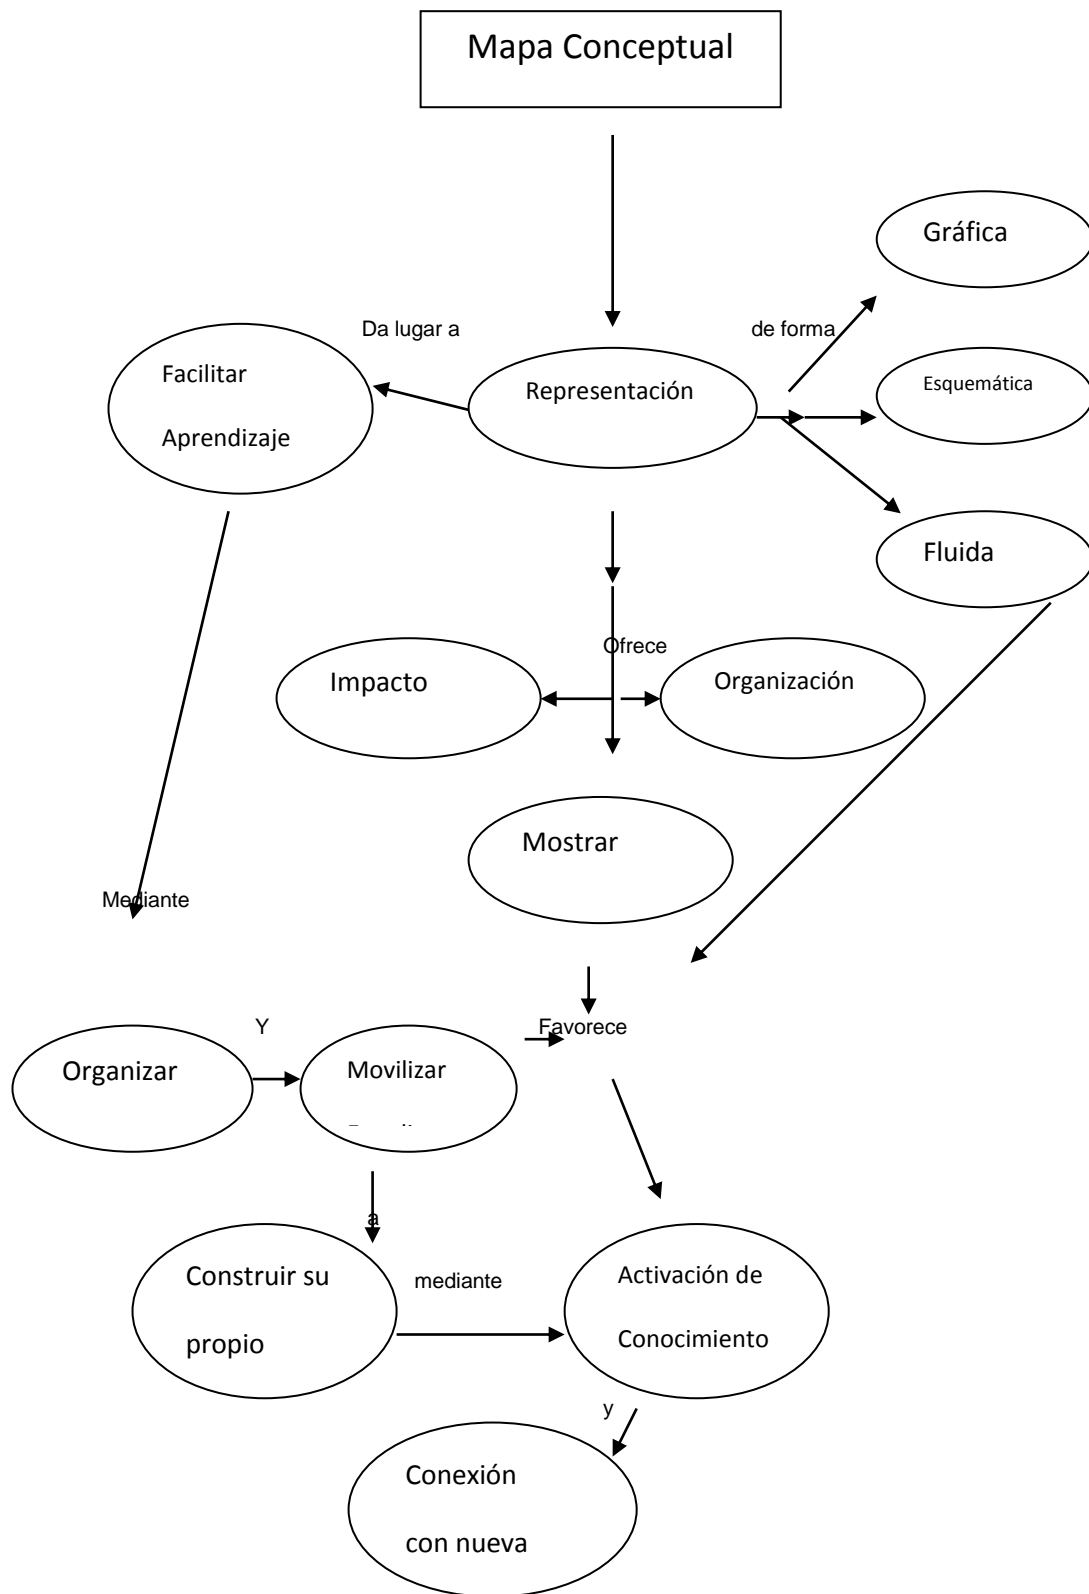 Mapa Conceptual
Gráfica
Da lugar a
de forma
Facilitar
Aprendizaje
Representación
Esquemática
Fluida
Ofrece
Impacto
Organización
Mostrar
Mediante
Y
Favorece
Organizar
Movilizar
a
Construir su
propio
mediante
Activación de
Conocimiento
y
Conexión
con nueva